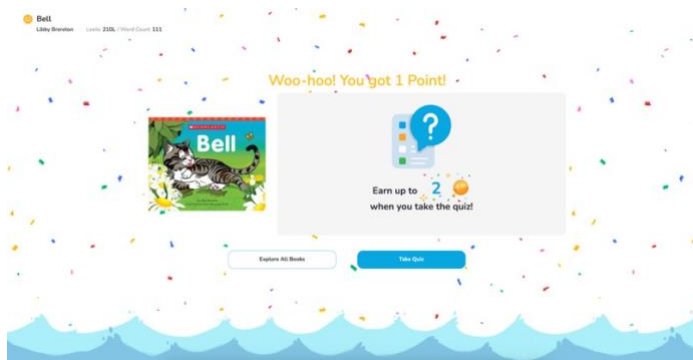 Bell
Libby Brereton Lexile: 210L / Word Count: 111
Woo-hoo! You got 1 Point!
SCHOLASTIC
Bell
?
Earn up to 2
when you take the quiz!
Explore All Books
Take Quiz